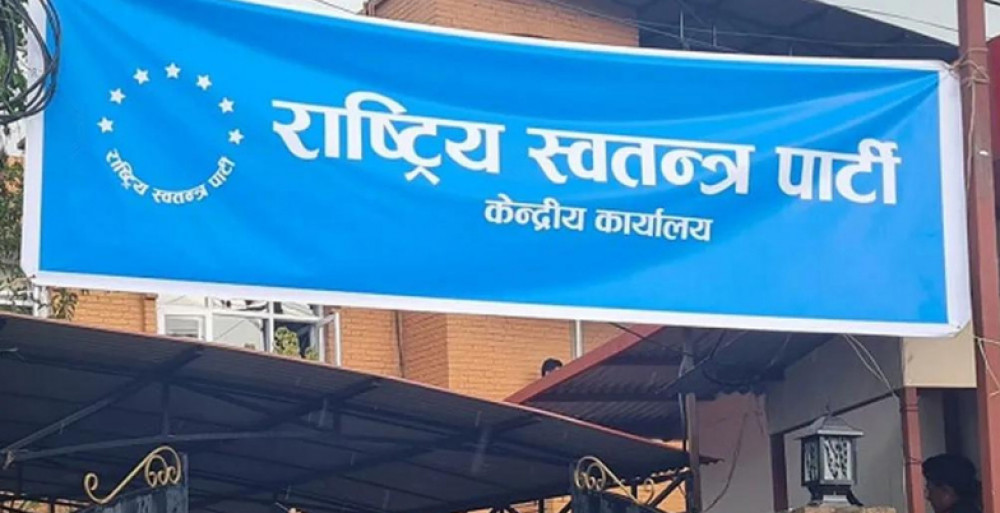 राष्ट्रिय स्वतन्त्र पार्टी
राष्ट्रिय स्वतन्त्र पार्टी
केन्द्रीय कार्यालय